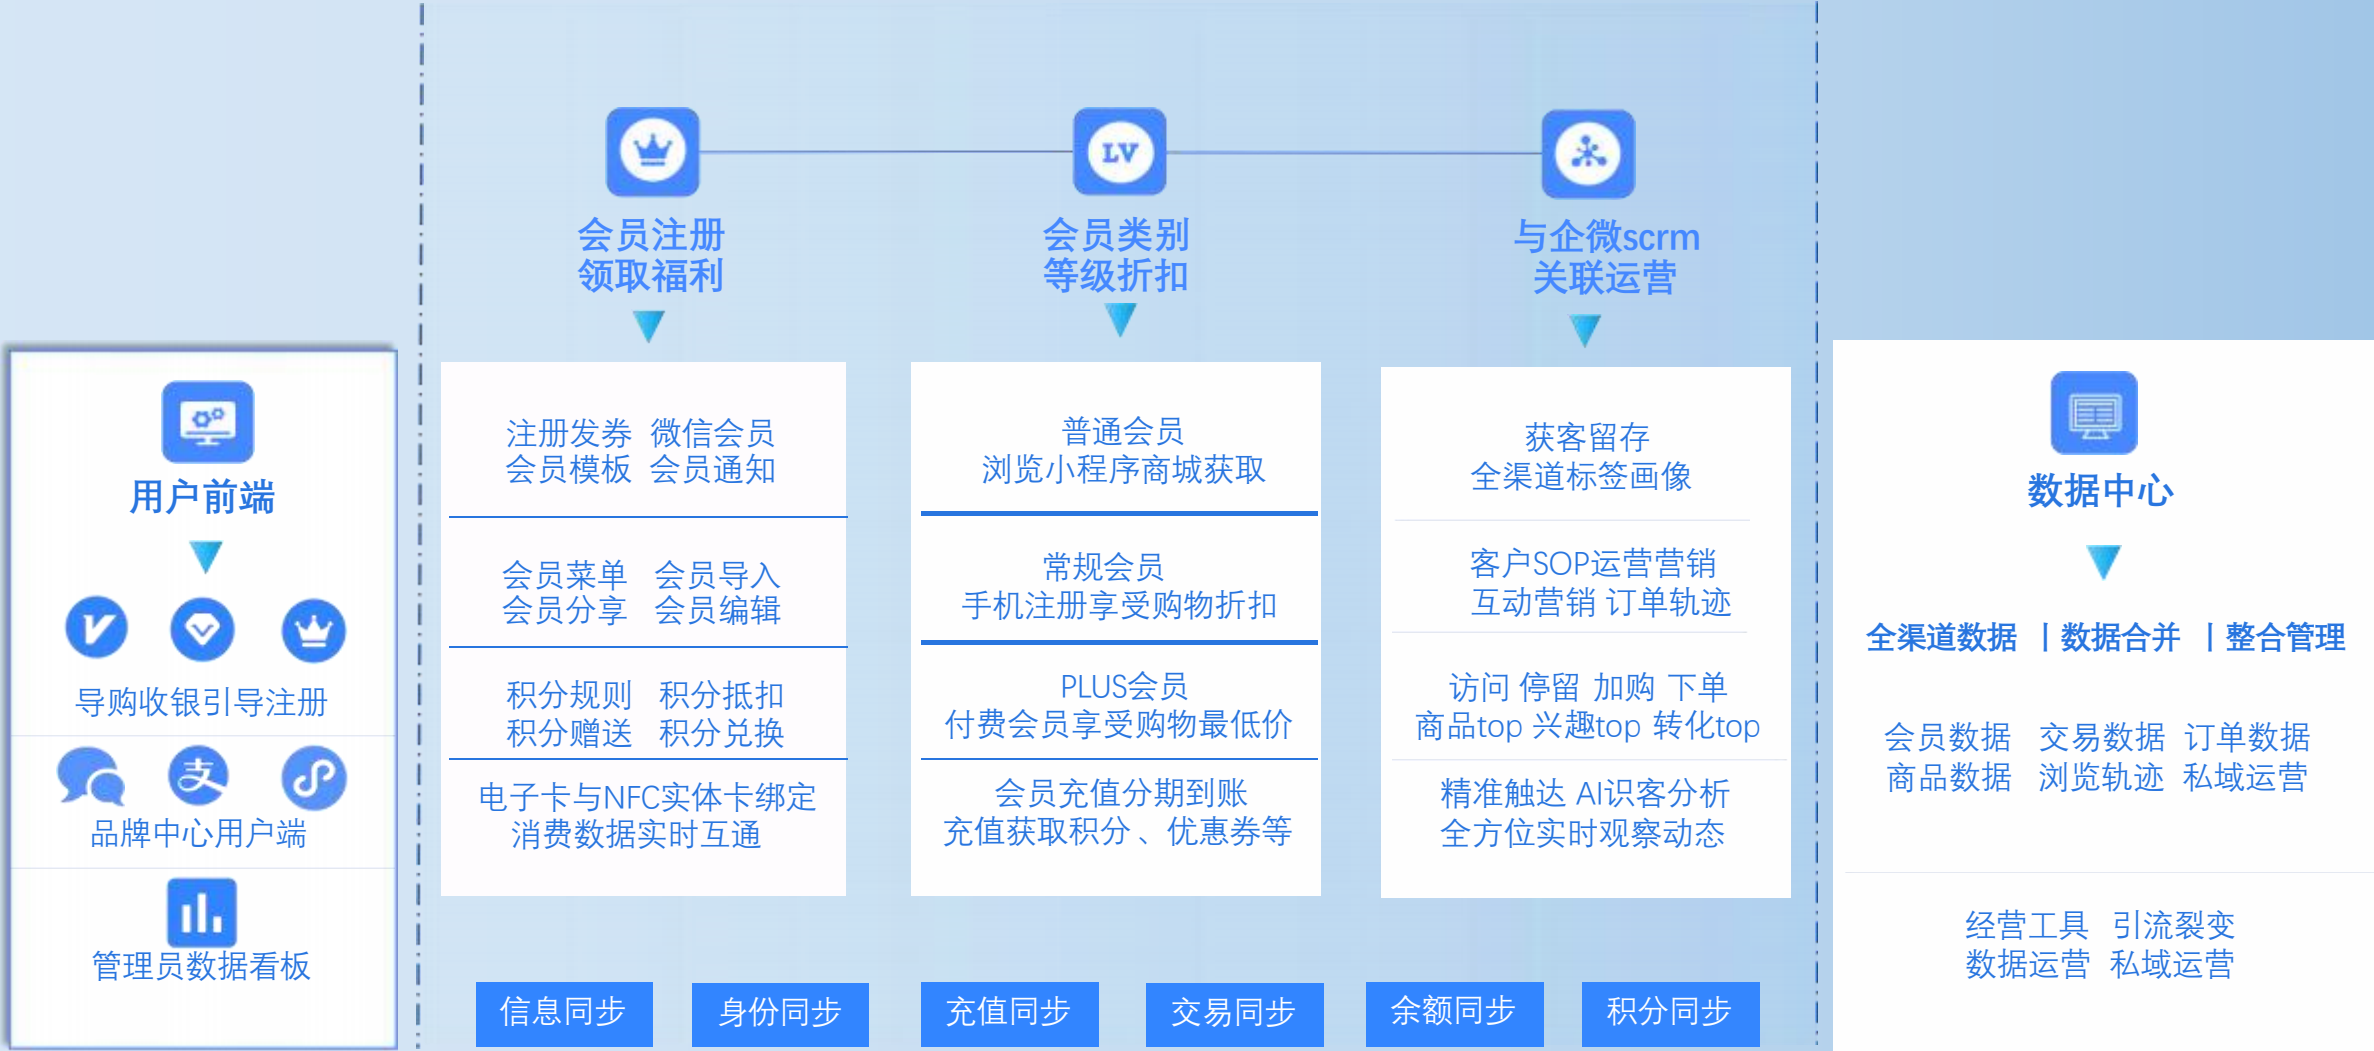 用户前端
导购收银引导注册
品牌中心用户端
管理员数据看板
会员注册
领取福利
注册发券 微信会员
会员模板 会员通知
会员菜单 会员导入
会员分享 会员编辑
积分规则 积分抵扣
积分赠送 积分兑换
电子卡与NFC实体卡绑定
消费数据实时互通
LV
会员类别
等级折扣
普通会员
浏览小程序商城获取
常规会员
手机注册享受购物折扣
PLUS会员
付费会员享受购物最低价
会员充值分期到账
充值获取积分、优惠券等
与企微scrm
关联运营
获客留存
全渠道标签画像
客户SOP运营营销
互动营销 订单轨迹
访问 停留 加购 下单
商品top 兴趣top 转化top
精准触达 AI识客分析
全方位实时观察动态
信息同步 身份同步 充值同步 交易同步 余额同步 积分同步
数据中心
全渠道数据 | 数据合并 | 整合管理
会员数据 交易数据 订单数据
商品数据 浏览轨迹 私域运营
经营工具 引流裂变
数据运营 私域运营